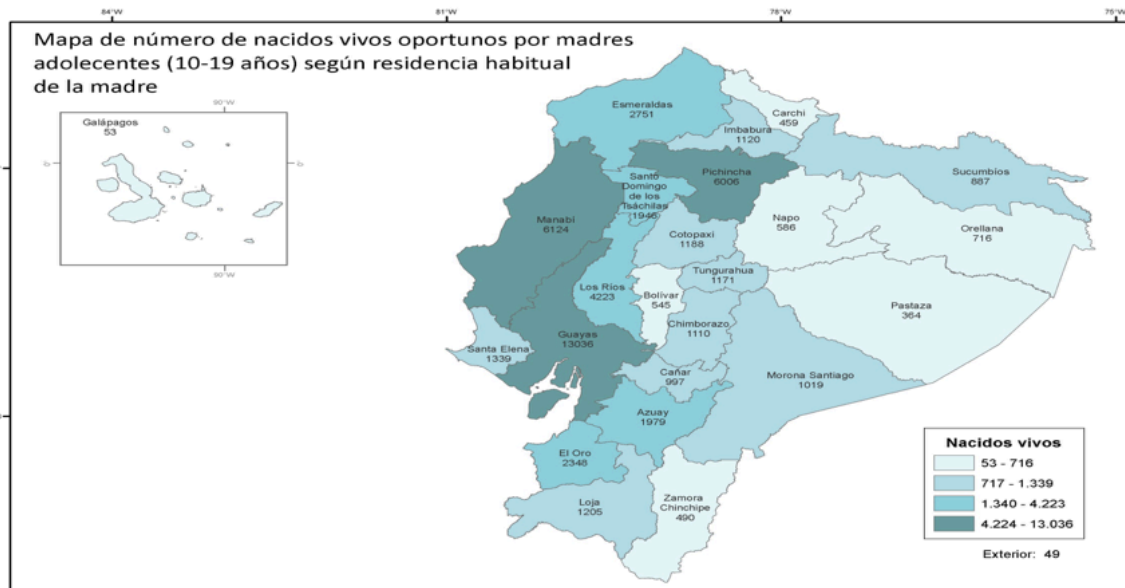 84°W
81°W
78°W
76°W
Mapa de número de nacidos vivos oportunos por madres
adolecentes (10-19 años) según residencia habitual
de la madre
90°W
Galápagos
53
0°
0°
90°W
Esmeraldas
2751
Carchi
459
Imbabura
1120
Sucumbíos
887
Pichincha
6006
Santo
Domingo
de los
Tsáchilas
1946
Manabí
6124
Napo
586
Orellana
716
Cotopaxi
1188
Tungurahua
1171
Los Ríos
4223
Bolívar
545
Pastaza
364
Chimborazo
1110
Guayas
13036
Santa Elena
1339
Cañar
997
Morona Santiago
1019
Azuay
1979
El Oro
2348
Loja
1205
Zamora
Chinchipe
490
Nacidos vivos
53 - 716
717 - 1.339
1.340 - 4.223
4.224 - 13.036
Exterior: 49